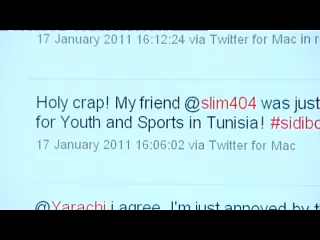 17 January 2011 16:12:24 via Twitter for Mac in r
Holy crap! My friend @slim404 was just
for Youth and Sports in Tunisia! #sidibo
17 January 2011 16:06:02 via Twitter for Mac
@Yarachi i agree. I'm just annoyed by t